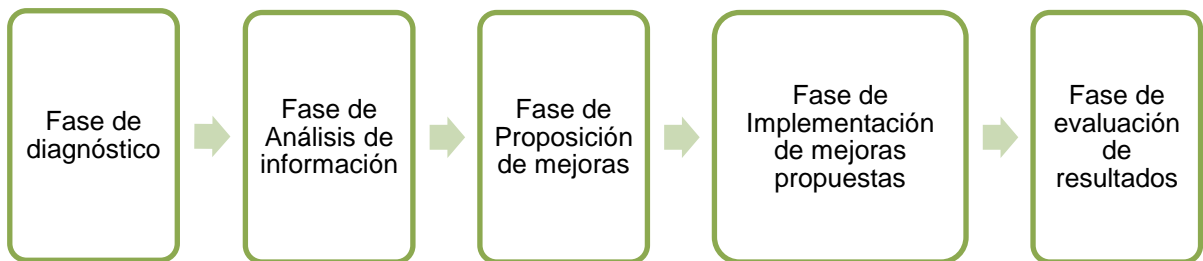 Fase de
diagnóstico
Fase de
Análisis de
información
Fase de
Proposición
de mejoras
Fase de
Implementación
de mejoras
propuestas
Fase de
evaluación
de
resultados